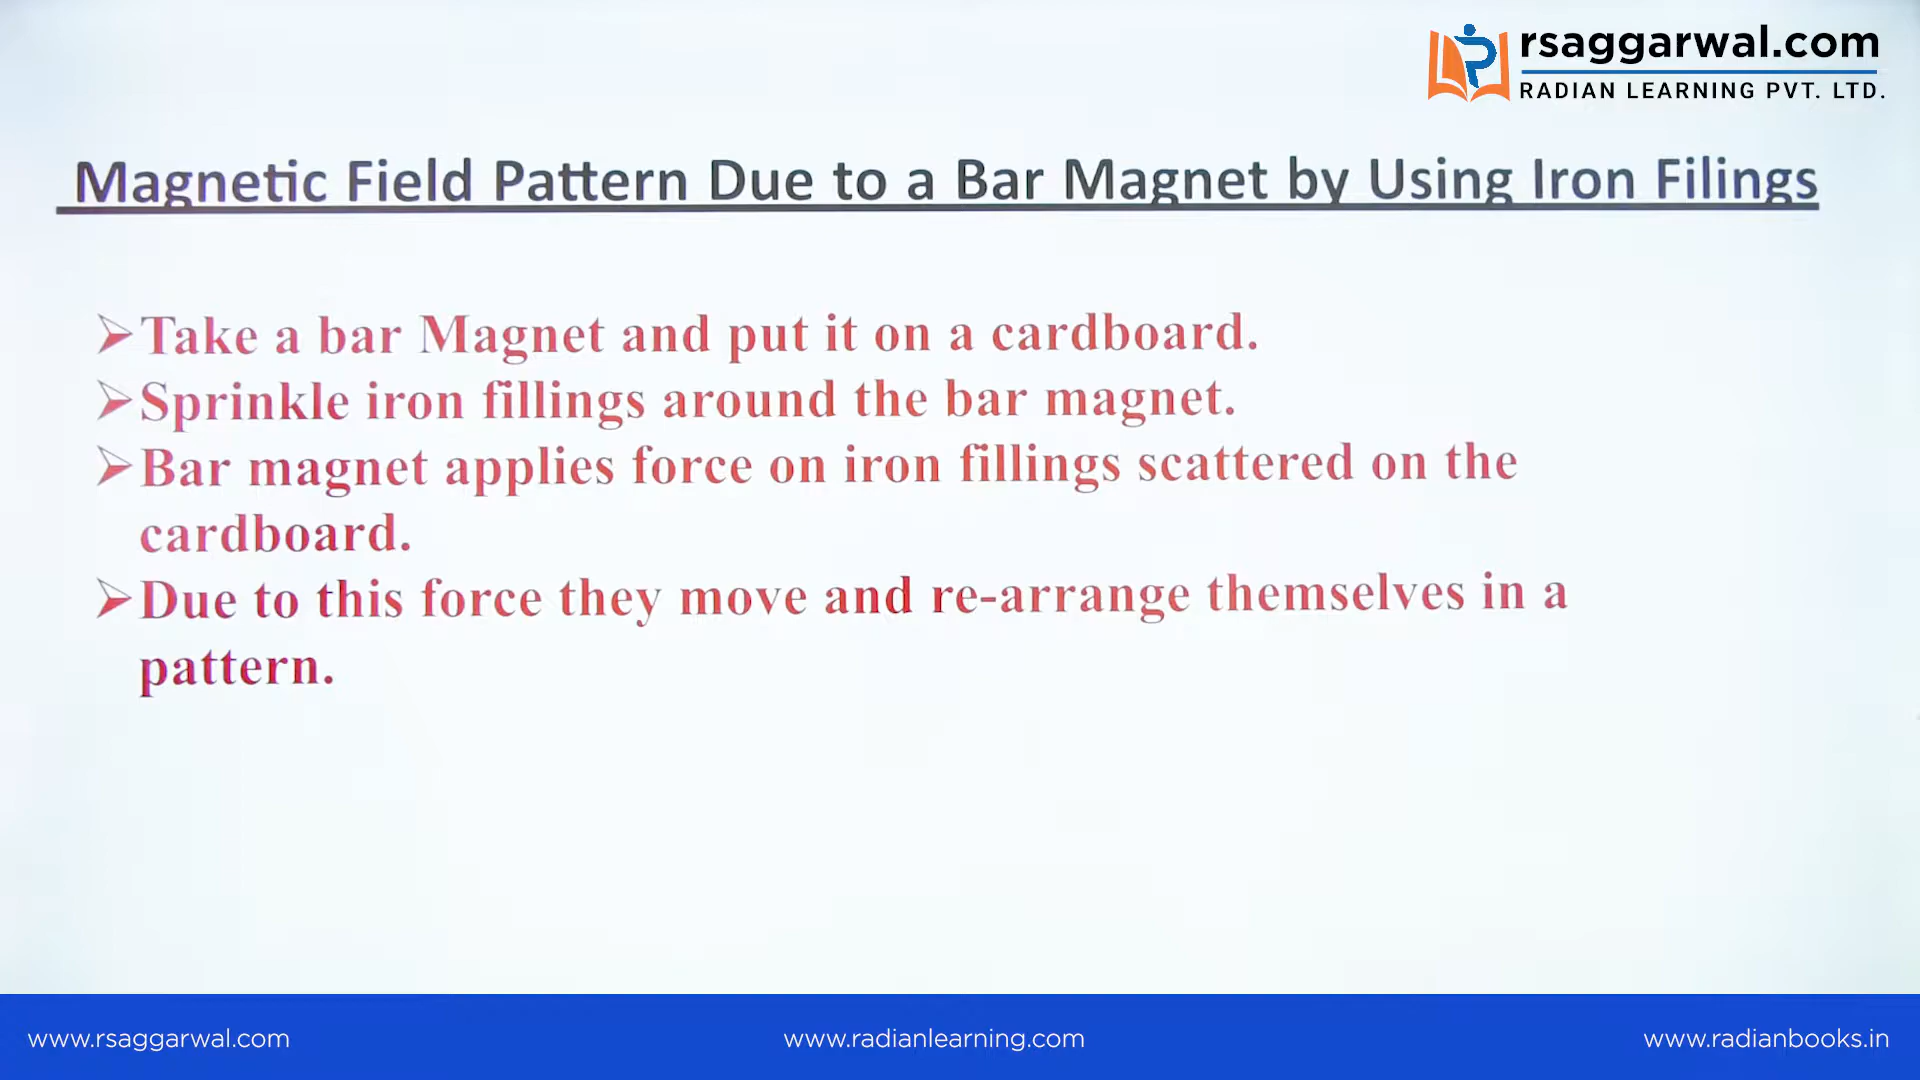 rsaggarwal.com
RADIAN LEARNING PVT. LTD.
Magnetic Field Pattern Due to a Bar Magnet by Using Iron Filings
➢Take a bar Magnet and put it on a cardboard.
➢Sprinkle iron fillings around the bar magnet.
➢Bar magnet applies force on iron fillings scattered on the
cardboard.
➢Due to this force they move and re-arrange themselves in a
pattern.
www.rsaggarwal.com
www.radianlearning.com
www.radianbooks.in